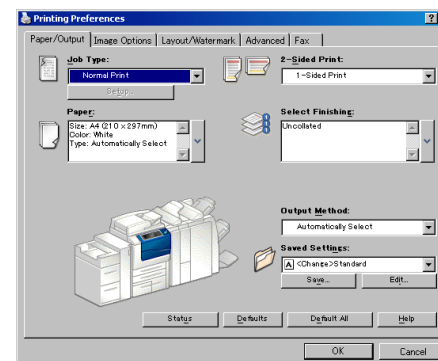 Printing Preferences
Paper/Output Image Options Layout/Watermark Advanced Fax
Job Type:
Normal Print
Setup...
2-Sided Print:
1-Sided Print
Paper:
Size: A4 (210 x 297mm)
Color: White
Type: Automatically Select
Select Finishing:
Uncollated
Output Method:
Automatically Select
Saved Settings:
A <Change>Standard
Save... Edit...
Status Defaults Default All Help
OK Cancel